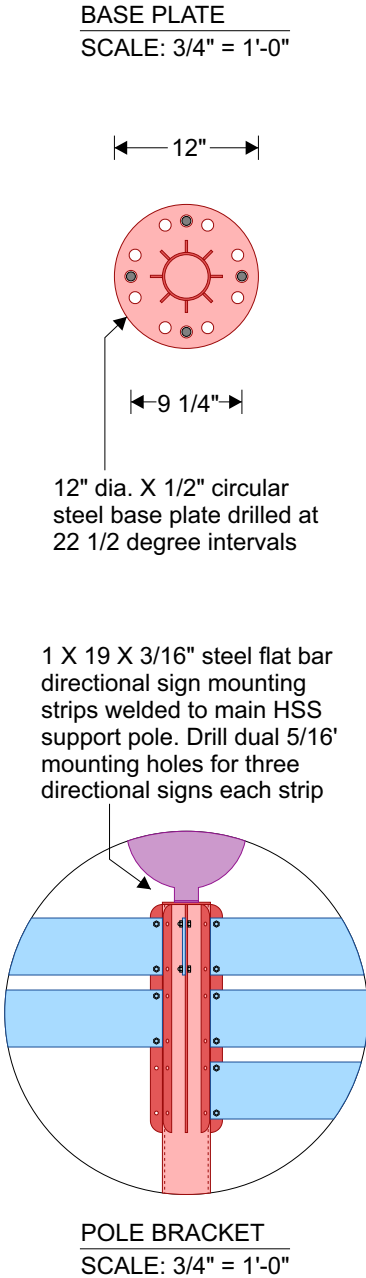 BASE PLATE
SCALE: 3/4" = 1'-0"
12"
9 1/4"
12" dia. X 1/2" circular
steel base plate drilled at
22 1/2 degree intervals
1 X 19 X 3/16" steel flat bar
directional sign mounting
strips welded to main HSS
support pole. Drill dual 5/16'
mounting holes for three
directional signs each strip
POLE BRACKET
SCALE: 3/4" = 1'-0"